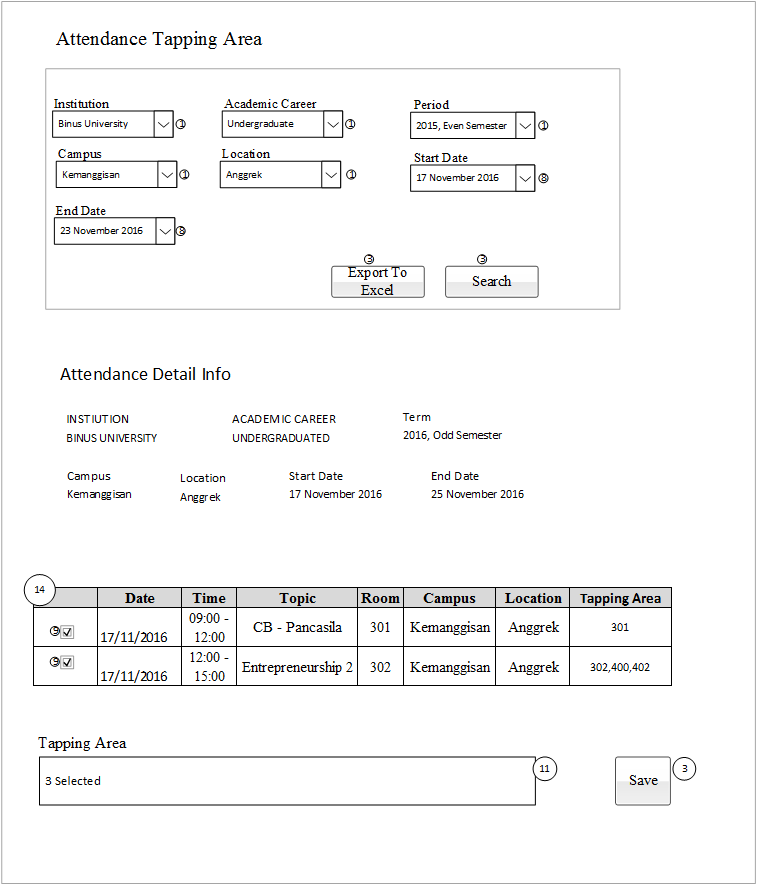 Attendance Tapping Area
Institution Academic Career Period
Binus University 1 Undergraduate 1 2015, Even Semester 1
Campus Location Start Date
Kemanggisan 1 Anggrek 1 17 November 2016 8
End Date
23 November 2016 8
3 3
Export To
Excel
Search
Attendance Detail Info
INSTIUTION ACADEMIC CAREER Term
BINUS UNIVERSITY UNDERGRADUATED 2016, Odd Semester
Campus Location Start Date End Date
Kemanggisan Anggrek 17 November 2016 25 November 2016
14
Date Time Topic Room Campus Location Tapping Area
9 17/11/2016 09:00 - 12:00 CB - Pancasila 301 Kemanggisan Anggrek 301
9 17/11/2016 12:00 - 15:00 Entrepreneurship 2 302 Kemanggisan Anggrek 302,400,402
Tapping Area
3 Selected 11 Save 3